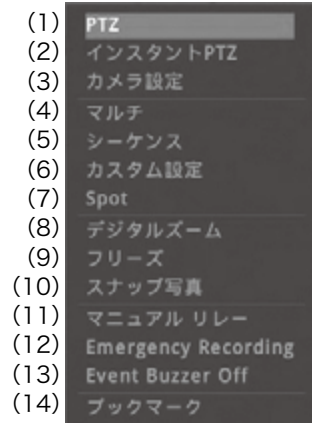 (1) PTZ
(2) インスタントPTZ
(3) カメラ設定
(4) マルチ
(5) シーケンス
(6) カスタム設定
(7) Spot
(8) デジタルズーム
(9) フリーズ
(10) スナップ写真
(11) マニュアル リレー
(12) Emergency Recording
(13) Event Buzzer Off
(14) ブックマーク